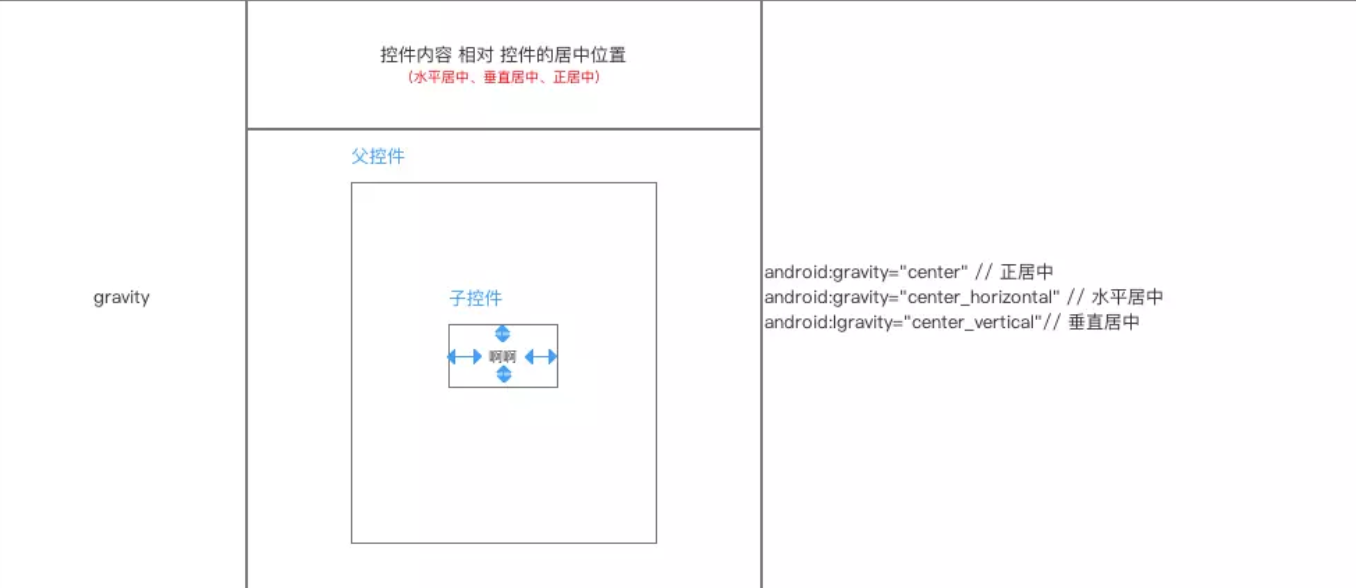 控件内容 相对 控件的居中位置
（水平居中、垂直居中、正居中）
父控件
子控件
啊啊
gravity
android:gravity="center" // 正居中
android:gravity="center_horizontal" // 水平居中
android:lgravity="center_vertical"// 垂直居中